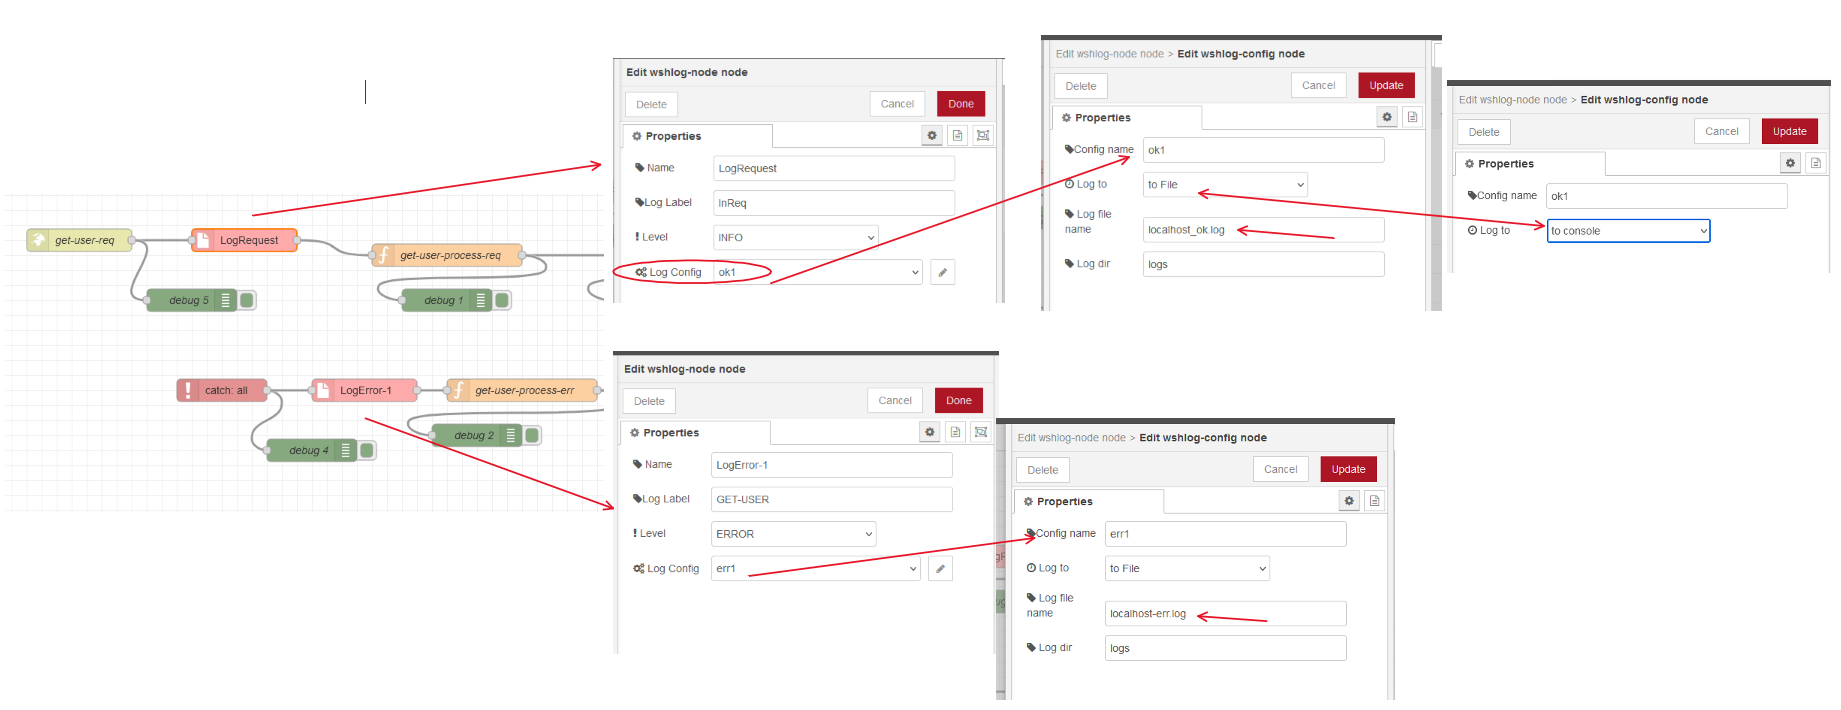 get-user-req
LogRequest
get-user-process-req
debug 5
debug 1
catch: all
LogError-1
get-user-process-err
debug 2
debug 4
Edit wshlog-node node
Delete
Cancel
Done
Properties
Name
LogRequest
Log Label
InReq
Level
INFO
Log Config
ok1
Edit wshlog-node node > Edit wshlog-config node
Delete
Cancel
Update
Properties
Config name
ok1
Log to
to File
Log file
name
localhost_ok.log
Log dir
logs
Edit wshlog-node node > Edit wshlog-config node
Delete
Cancel
Update
Properties
Config name
ok1
Log to
to console
Edit wshlog-node node
Delete
Cancel
Done
Properties
Name
LogError-1
Log Label
GET-USER
Level
ERROR
Log Config
err1
Edit wshlog-node node > Edit wshlog-config node
Delete
Cancel
Update
Properties
Config name
err1
Log to
to File
Log file
name
localhost-err.log
Log dir
logs